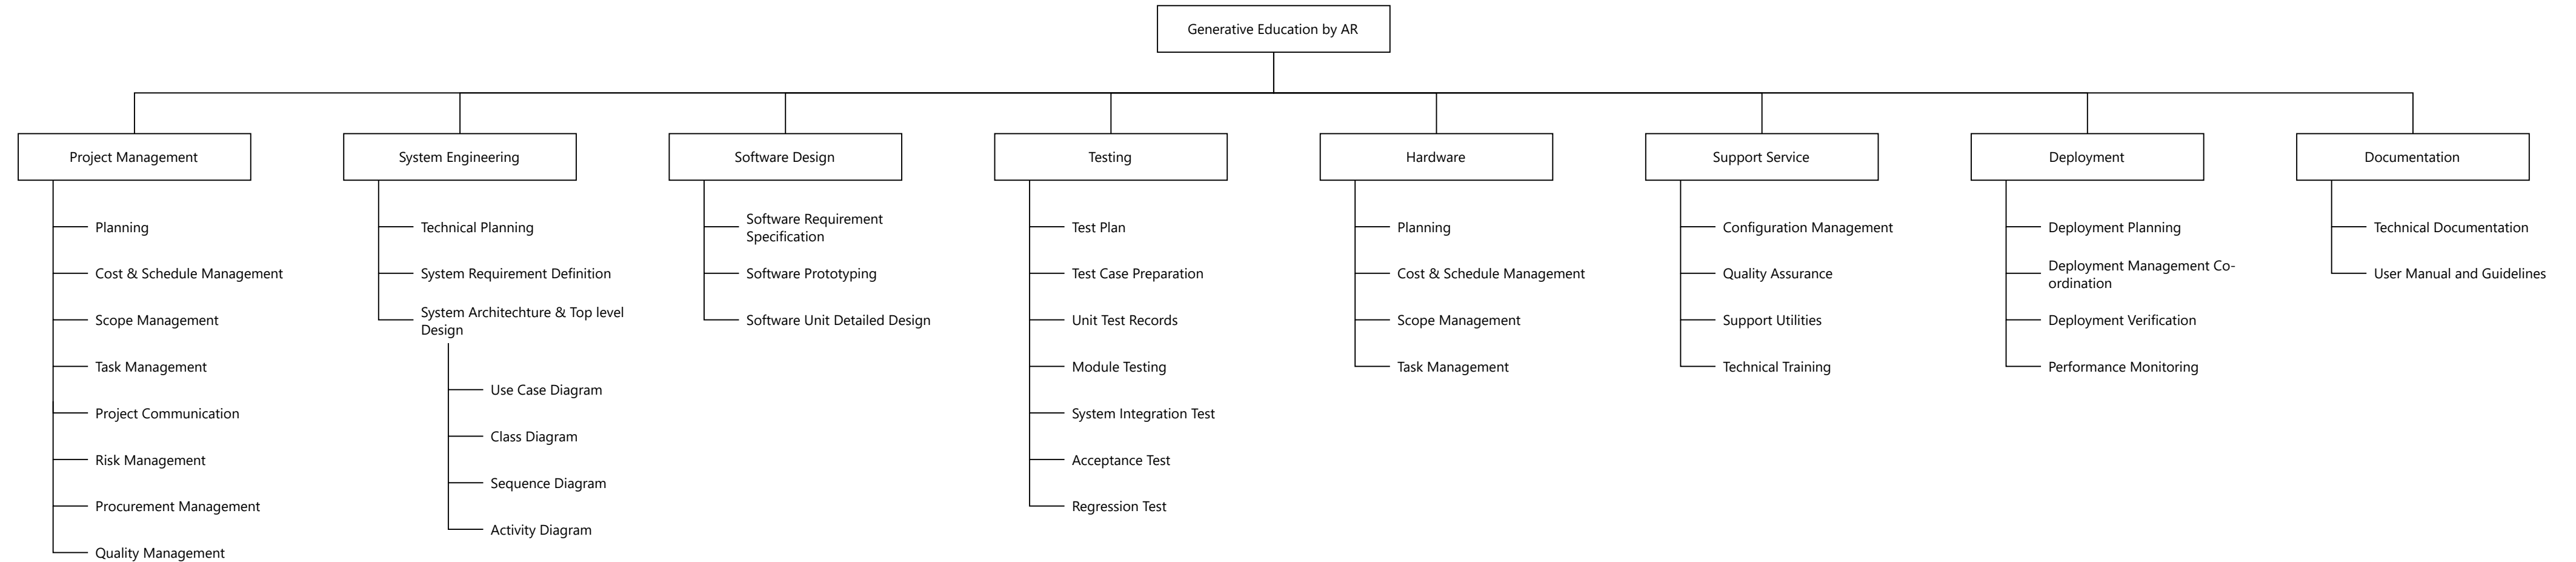 Generative Education by AR
Project Management
Planning
Cost & Schedule Management
Scope Management
Task Management
Project Communication
Risk Management
Procurement Management
Quality Management
System Engineering
Technical Planning
System Requirement Definition
System Architechture & Top level
Design
Use Case Diagram
Class Diagram
Sequence Diagram
Activity Diagram
Software Design
Software Requirement
Specification
Software Prototyping
Software Unit Detailed Design
Testing
Test Plan
Test Case Preparation
Unit Test Records
Module Testing
System Integration Test
Acceptance Test
Regression Test
Hardware
Planning
Cost & Schedule Management
Scope Management
Task Management
Support Service
Configuration Management
Quality Assurance
Support Utilities
Technical Training
Deployment
Deployment Planning
Deployment Management Co-
ordination
Deployment Verification
Performance Monitoring
Documentation
Technical Documentation
User Manual and Guidelines